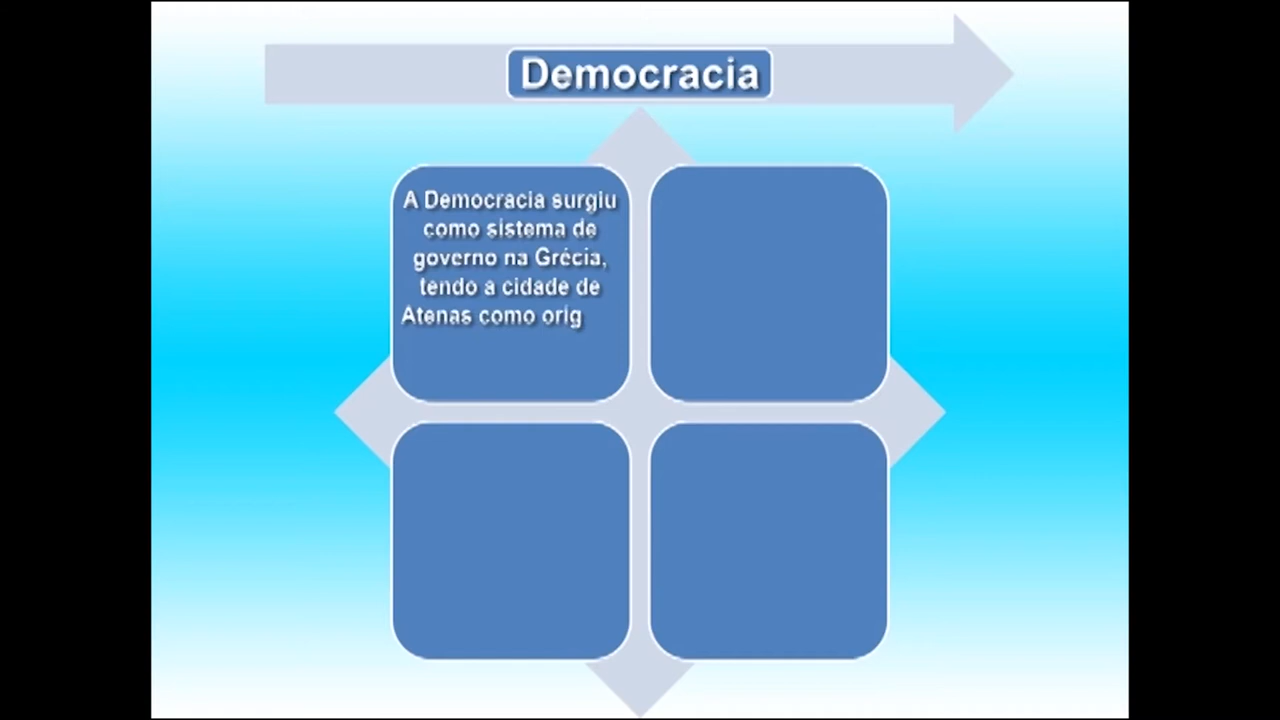 Democracia
A Democracia surgiu
como sistema de
governo na Grécia,
tendo a cidade de
Atenas como orig